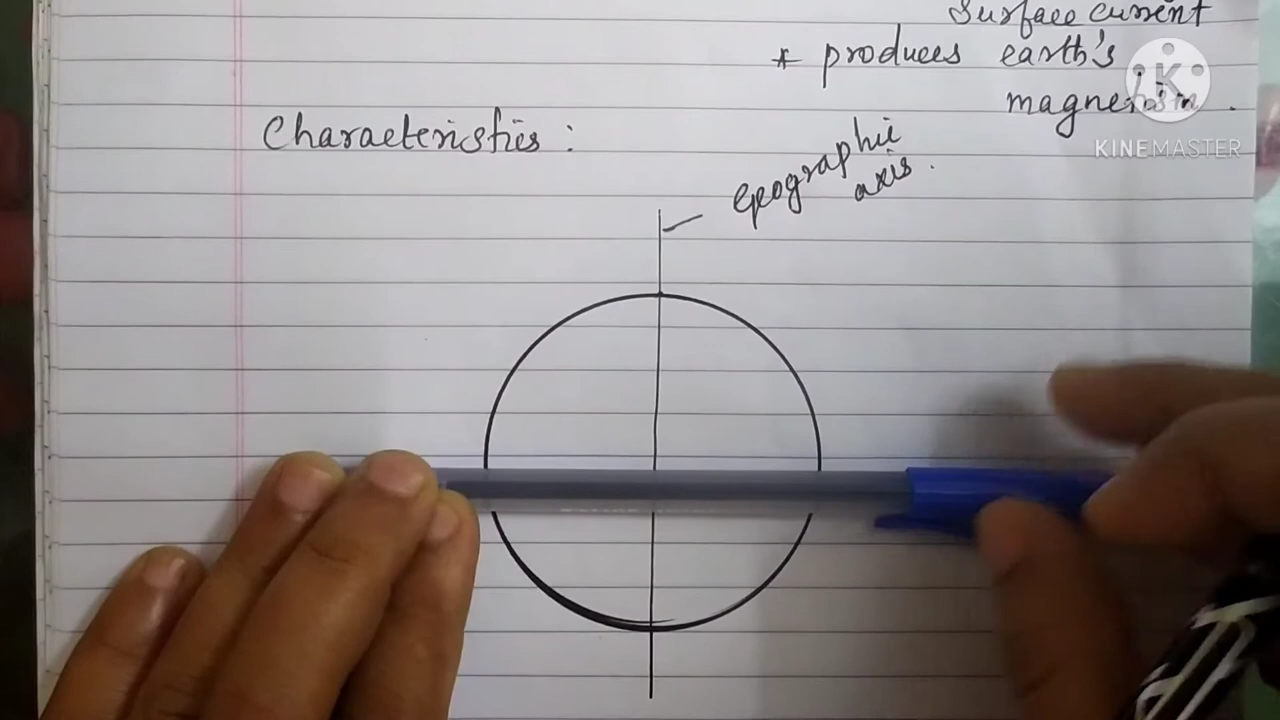 Surface current
* produces earth's
magnetism.
KINEMASTER
Characteristics:
Geographic
axis.